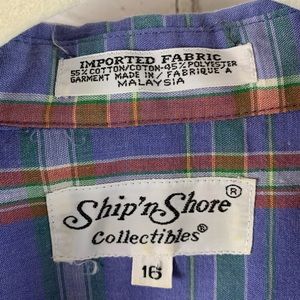 IMPORTED FABRIC
55% COTTON/COTON-45% POLYESTER
GARMENT MADE IN / FABRIQUE'A
MALAYSIA
Ship'n Shore®
Collectibles®
16